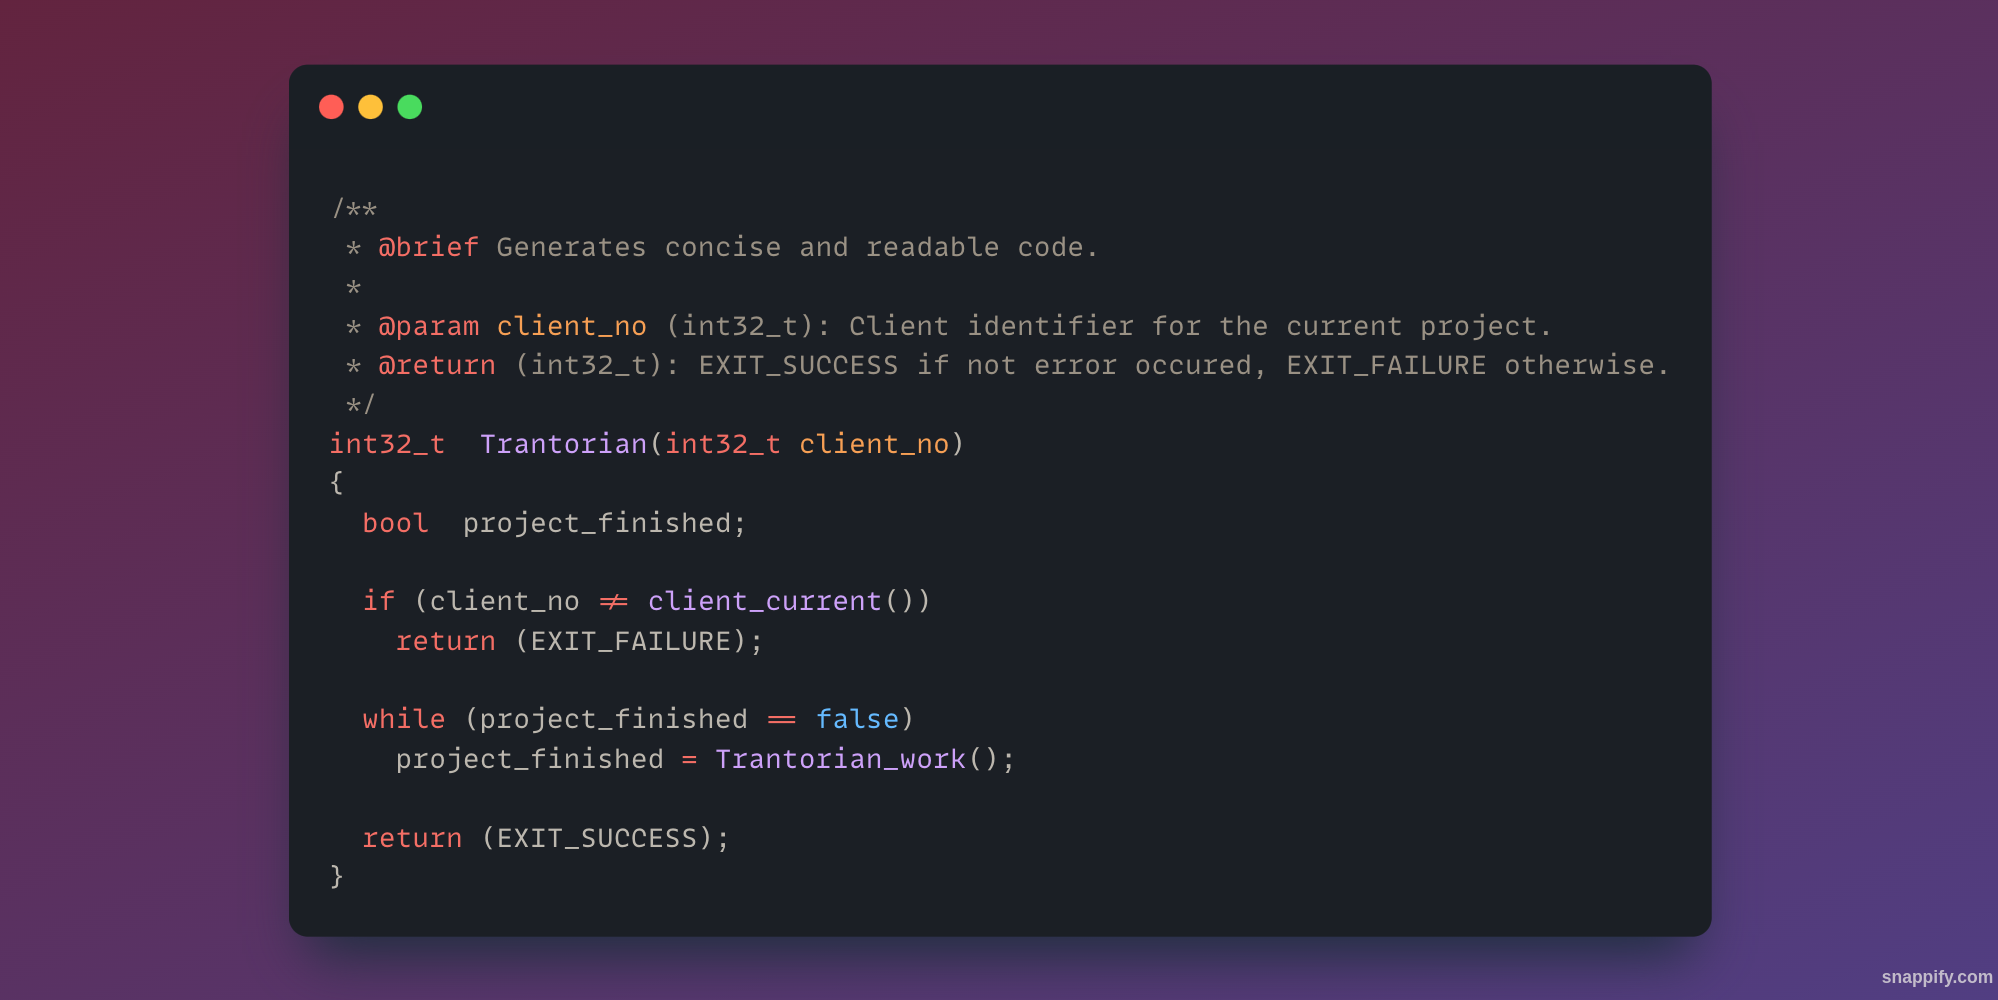 /**
 * @brief Generates concise and readable code.
 *
 * @param client_no (int32_t): Client identifier for the current project.
 * @return (int32_t): EXIT_SUCCESS if not error occured, EXIT_FAILURE otherwise.
 */
int32_t  Trantorian(int32_t client_no)
{
  bool  project_finished;

  if (client_no != client_current())
    return (EXIT_FAILURE);

  while (project_finished == false)
    project_finished = Trantorian_work();

  return (EXIT_SUCCESS);
}
snappify.com